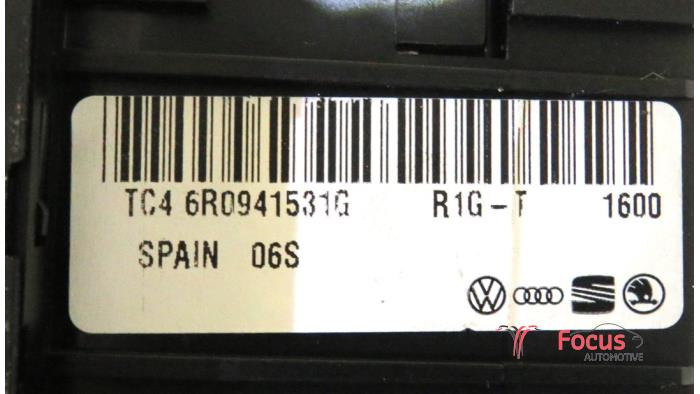 TC4 6R0941531G R1G-T 1600
SPAIN 06S
Focus
AUTOMOTIVE